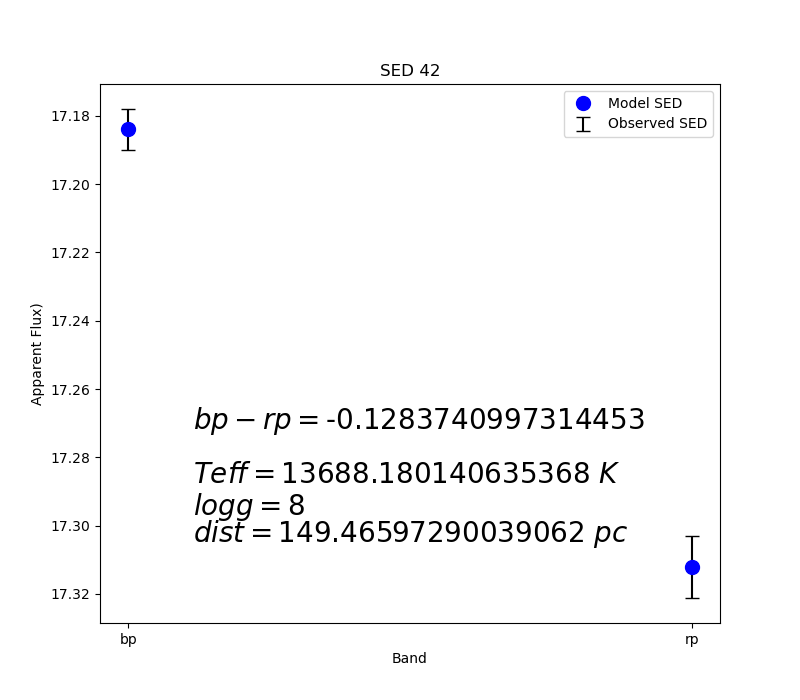 SED 42
Model SED
Observed SED
17.18
17.20
17.22
17.24
17.26
17.28
17.30
17.32
Apparent Flux)
bp − rp = -0.1283740997314453
Teff = 13688.180140635368 K
logg = 8
dist = 149.46597290039062 pc
bp
rp
Band